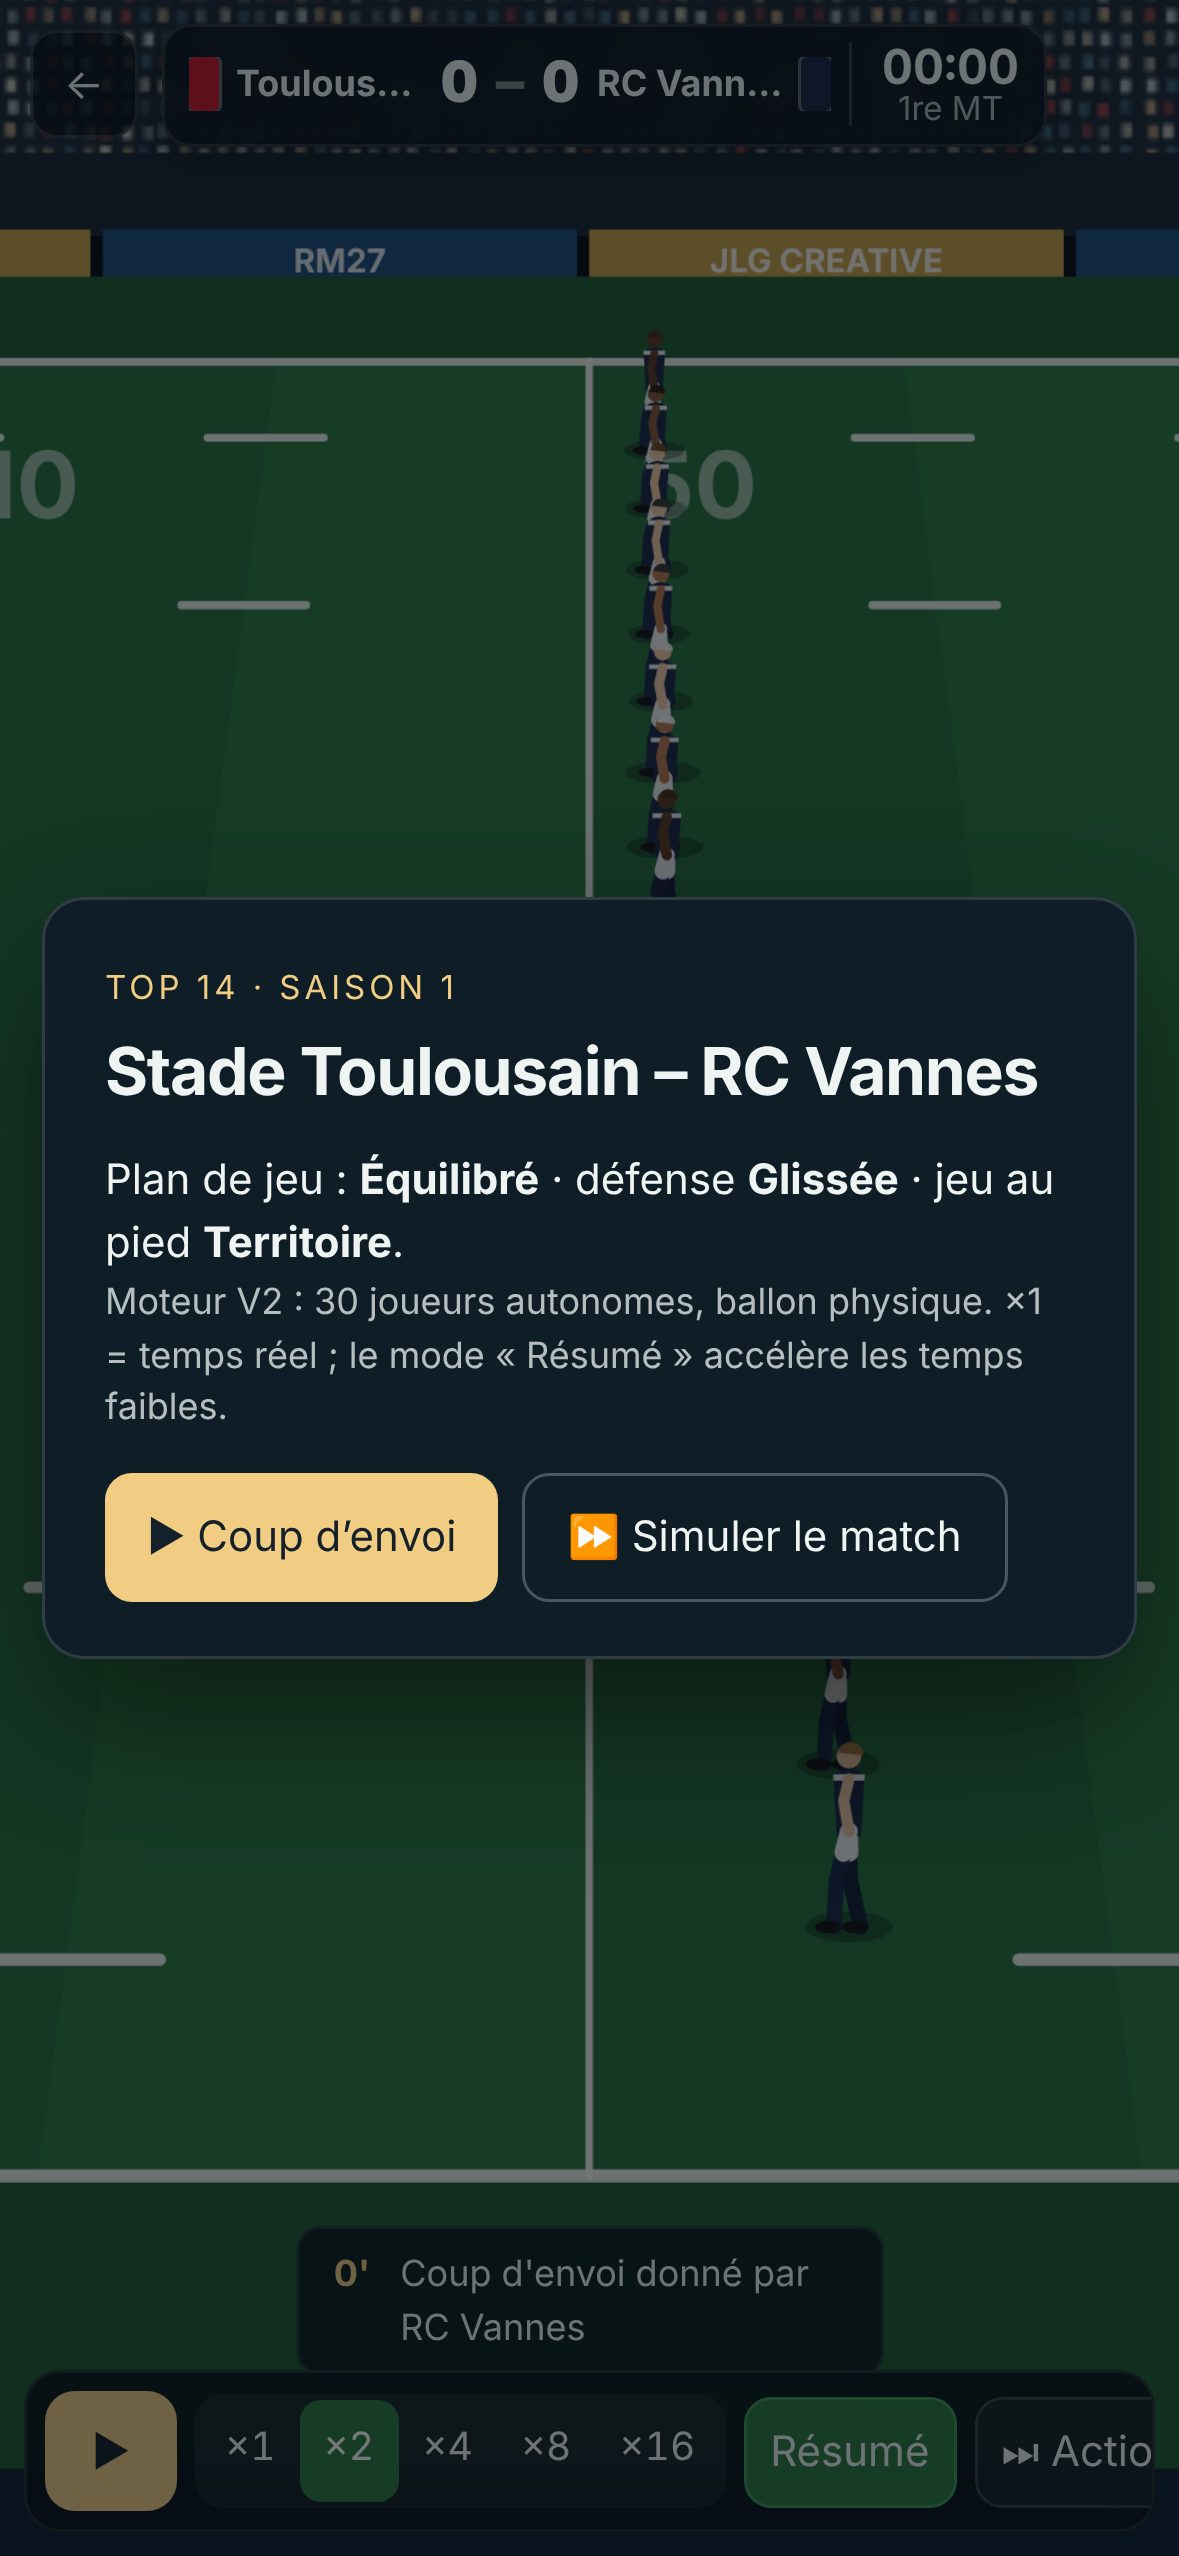 Toulous... 0 – 0 RC Vann... 00:00
1re MT
RM27
JLG CREATIVE
50
TOP 14 · SAISON 1
Stade Toulousain – RC Vannes
Plan de jeu : Équilibré · défense Glissée · jeu au
pied Territoire.
Moteur V2 : 30 joueurs autonomes, ballon physique. ×1
= temps réel ; le mode « Résumé » accélère les temps
faibles.
▶ Coup d’envoi
⏩ Simuler le match
0' Coup d'envoi donné par
RC Vannes
×1 ×2 ×4 ×8 ×16 Résumé ⏭ Actio